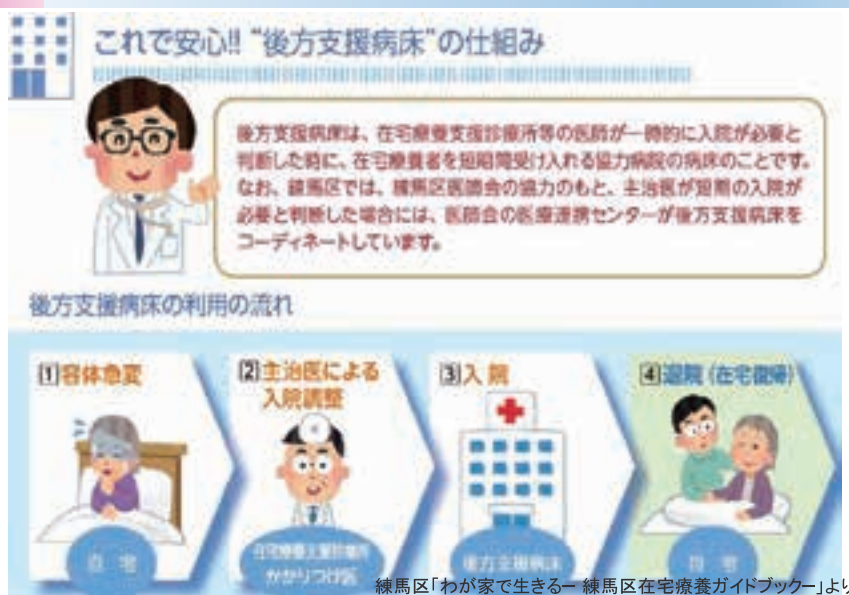 これで安心!! “後方支援病床”の仕組み
後方支援病床は、在宅療養支援診療所等の医師が一時的に入院が必要と
判断した時に、在宅療養者を短期間受け入れる協力病院の病床のことです。
なお、練馬区では、練馬区医師会の協力のもと、主治医が短期の入院が
必要と判断した場合には、医師会の医療連携センターが後方支援病床を
コーディネートしています。
後方支援病床の利用の流れ
1容体急変
2主治医による
入院調整
3入 院
4退院(在宅復帰)
自 宅
在宅療養支援診療所
かかりつけ医
後方支援病床
自 宅
練馬区「わが家で生きるー 練馬区在宅療養ガイドブックー」より